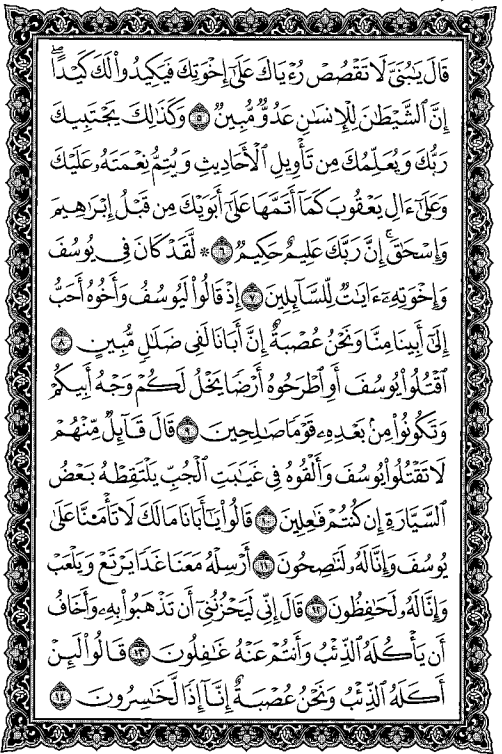 قَالَ يَٰبُنَىَّ لَا تَقْصُصْ رُءْيَاكَ عَلَىٰٓ إِخْوَتِكَ فَيَكِيدُوا۟ لَكَ كَيْدًا ۖ
إِنَّ ٱلشَّيْطَٰنَ لِلْإِنسَٰنِ عَدُوٌّ مُّبِينٌ ٥ وَكَذَٰلِكَ يَجْتَبِيكَ
رَبُّكَ وَيُعَلِّمُكَ مِن تَأْوِيلِ ٱلْأَحَادِيثِ وَيُتِمُّ نِعْمَتَهُۥ عَلَيْكَ
وَعَلَىٰٓ ءَالِ يَعْقُوبَ كَمَآ أَتَمَّهَا عَلَىٰٓ أَبَوَيْكَ مِن قَبْلُ إِبْرَٰهِيمَ
وَإِسْحَٰقَ ۚ إِنَّ رَبَّكَ عَلِيمٌ حَكِيمٌ ٦ * لَّقَدْ كَانَ فِى يُوسُفَ
وَإِخْوَتِهِۦٓ ءَايَٰتٌ لِّلسَّآئِلِينَ ٧ إِذْ قَالُوا۟ لَيُوسُفُ وَأَخُوهُ أَحَبُّ
إِلَىٰٓ أَبِينَا مِنَّا وَنَحْنُ عُصْبَةٌ إِنَّ أَبَانَا لَفِى ضَلَٰلٍ مُّبِينٍ ٨
ٱقْتُلُوا۟ يُوسُفَ أَوِ ٱطْرَحُوهُ أَرْضًا يَخْلُ لَكُمْ وَجْهُ أَبِيكُمْ
وَتَكُونُوا۟ مِنۢ بَعْدِهِۦ قَوْمًا صَٰلِحِينَ ٩ قَالَ قَآئِلٌ مِّنْهُمْ
لَا تَقْتُلُوا۟ يُوسُفَ وَأَلْقُوهُ فِى غَيَٰبَتِ ٱلْجُبِّ يَلْتَقِطْهُ بَعْضُ
ٱلسَّيَّارَةِ إِن كُنتُمْ فَٰعِلِينَ ١٠ قَالُوا۟ يَٰٓأَبَانَا مَا لَكَ لَا تَأْمَ۫نَّا عَلَىٰ
يُوسُفَ وَإِنَّا لَهُۥ لَنَٰصِحُونَ ١١ أَرْسِلْهُ مَعَنَا غَدًا يَرْتَعْ وَيَلْعَبْ
وَإِنَّا لَهُۥ لَحَٰفِظُونَ ١٢ قَالَ إِنِّى لَيَحْزُنُنِىٓ أَن تَذْهَبُوا۟ بِهِۦ وَأَخَافُ
أَن يَأْكُلَهُ ٱلذِّئْبُ وَأَنتُمْ عَنْهُ غَٰفِلُونَ ١٣ قَالُوا۟ لَئِنْ
أَكَلَهُ ٱلذِّئْبُ وَنَحْنُ عُصْبَةٌ إِنَّآ إِذًا لَّخَٰسِرُونَ ١٤